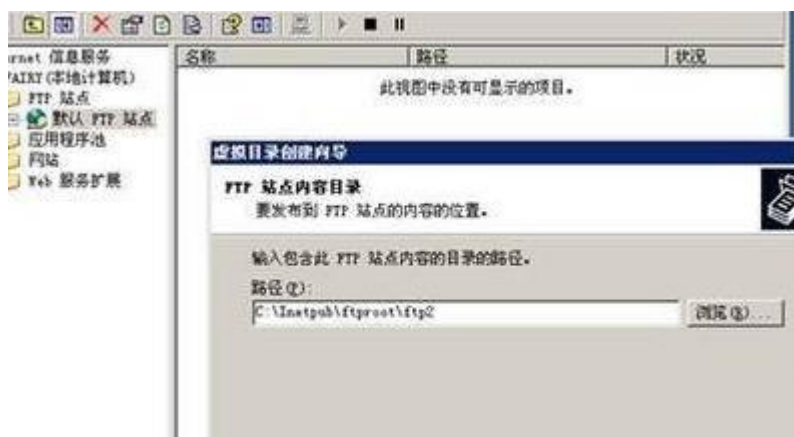 ernet 信息服务
名称 路径 状况
AIRY(本地计算机)
FTP 站点
默认 FTP 站点
应用程序池
网站
Web 服务扩展
此视图中没有可显示的项目。
虚拟目录创建向导
FTP 站点内容目录
要发布到 FTP 站点的内容的位置。
输入包含此 FTP 站点内容的目录的路径。
路径(P):
C:\Inetpub\ftproot\ftp2
浏览(R)...